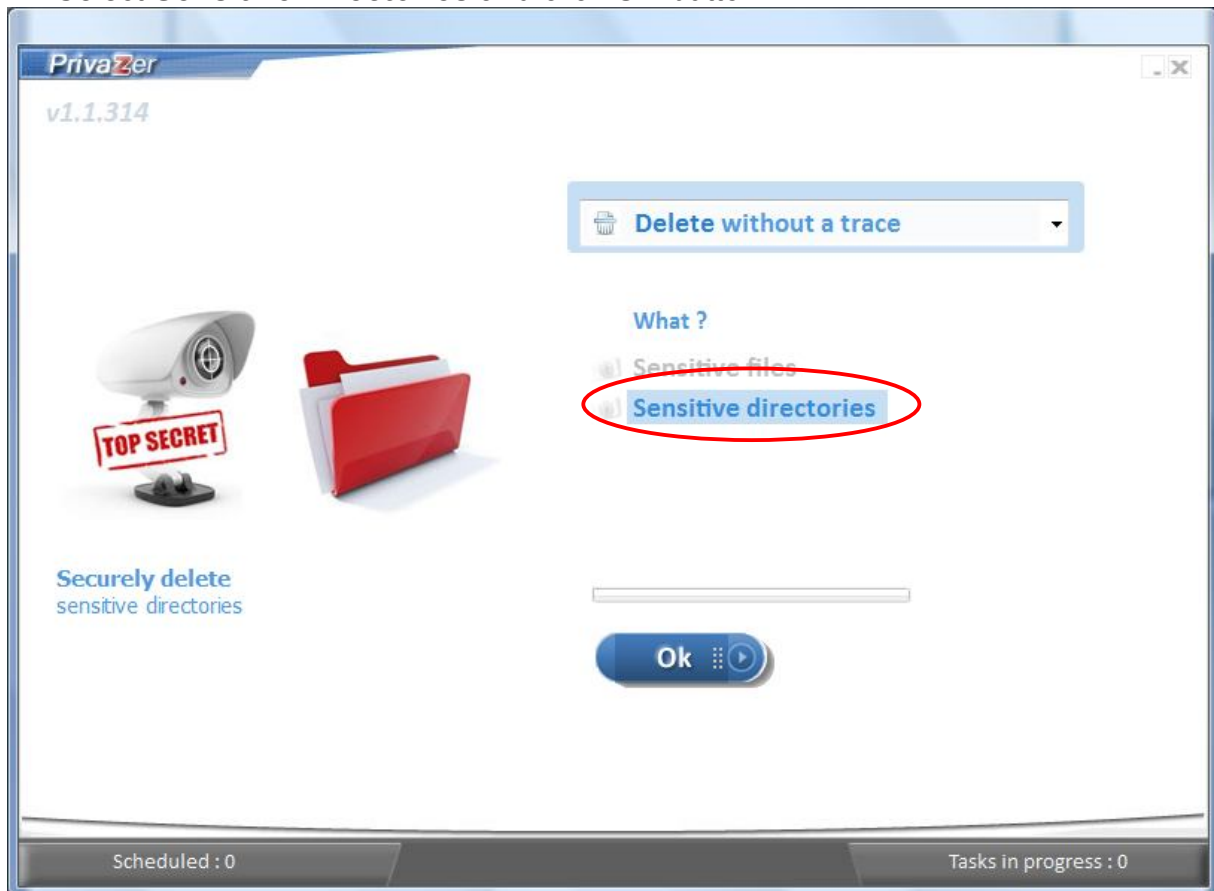 PrivaZer
v1.1.314
Delete without a trace
What ?
Sensitive files
Sensitive directories
TOP SECRET
Securely delete
sensitive directories
Ok
Scheduled : 0
Tasks in progress : 0